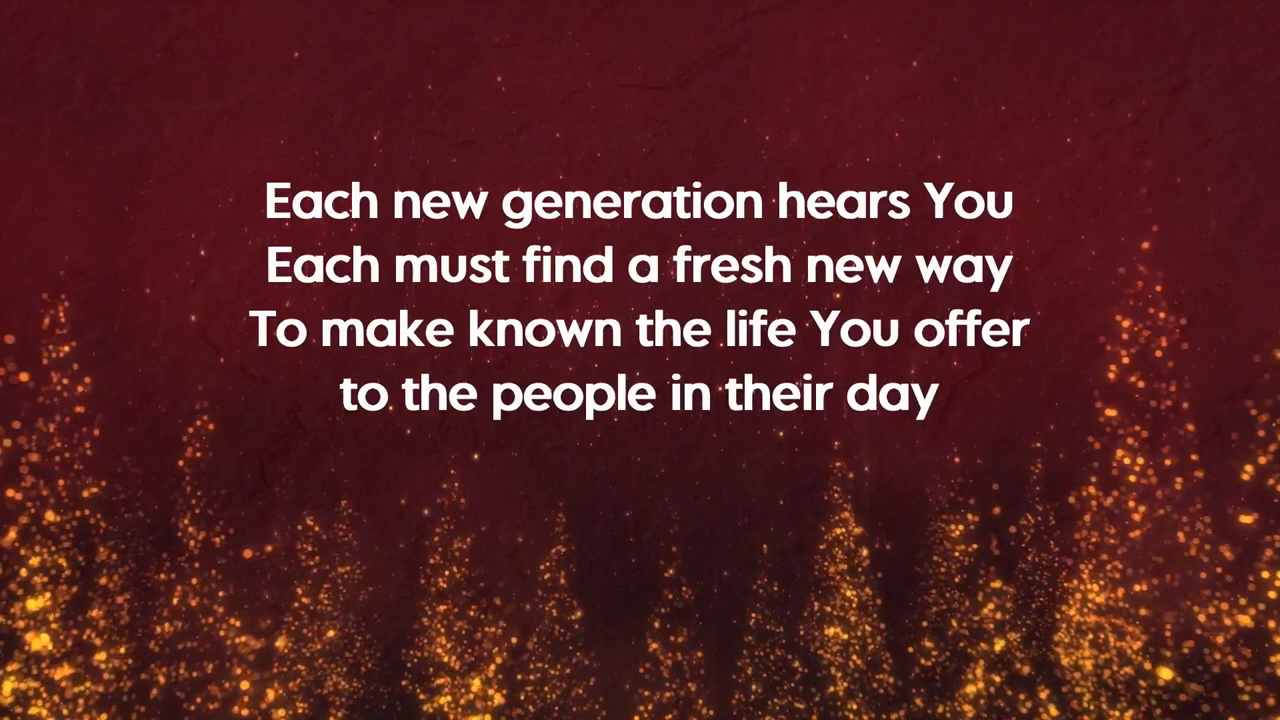 Each new generation hears You
Each must find a fresh new way
To make known the life You offer
to the people in their day